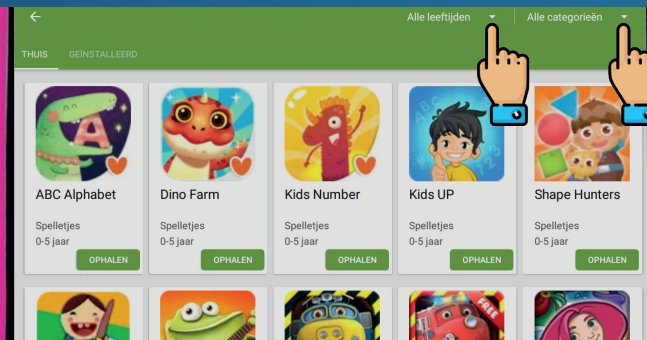 Alle leeftijden
Alle categorieën
THUIS
GEÏNSTALLEERD
ABC Alphabet
Dino Farm
Kids Number
Kids UP
Shape Hunters
Spelletjes
Spelletjes
Spelletjes
Spelletjes
Spelletjes
0-5 jaar
0-5 jaar
0-5 jaar
0-5 jaar
0-5 jaar
OPHALEN
OPHALEN
OPHALEN
OPHALEN
OPHALEN
FREE